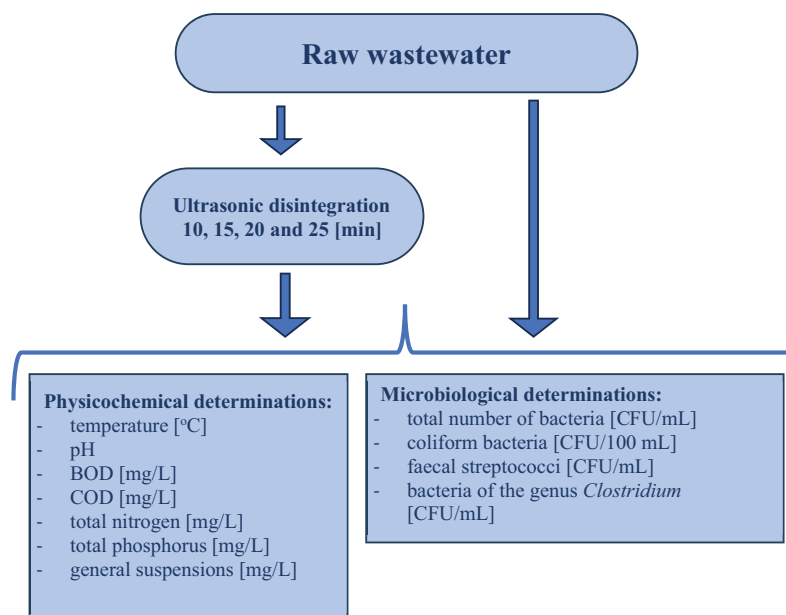 Raw wastewater
Ultrasonic disintegration
10, 15, 20 and 25 [min]
Physicochemical determinations:
- temperature [°C]
- pH
- BOD [mg/L]
- COD [mg/L]
- total nitrogen [mg/L]
- total phosphorus [mg/L]
- general suspensions [mg/L]
Microbiological determinations:
- total number of bacteria [CFU/mL]
- coliform bacteria [CFU/100 mL]
- faecal streptococci [CFU/mL]
- bacteria of the genus Clostridium
[CFU/mL]